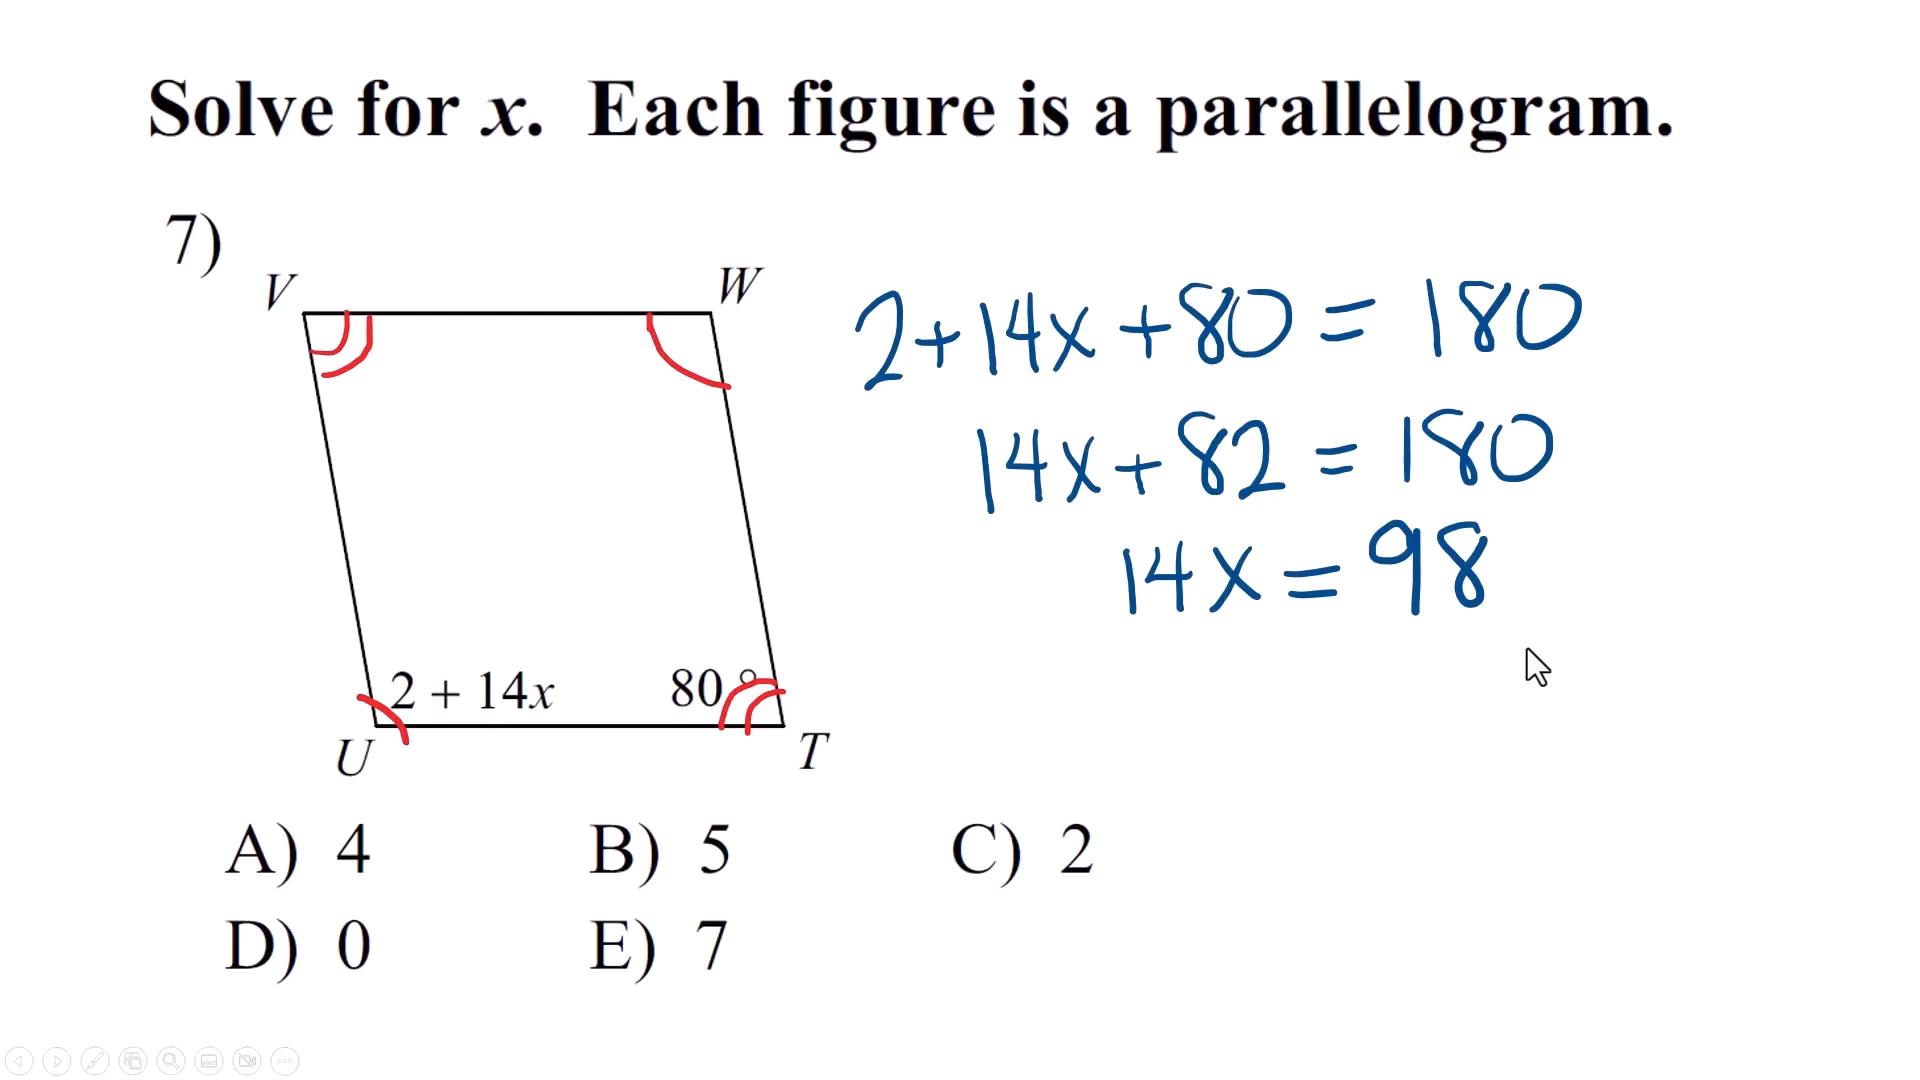 Solve for x. Each figure is a parallelogram.
7)
V
W
2 + 14x
80 °
U
T
2+14x+80=180
14x+82=180
14x=98
A) 4
B) 5
C) 2
D) 0
E) 7